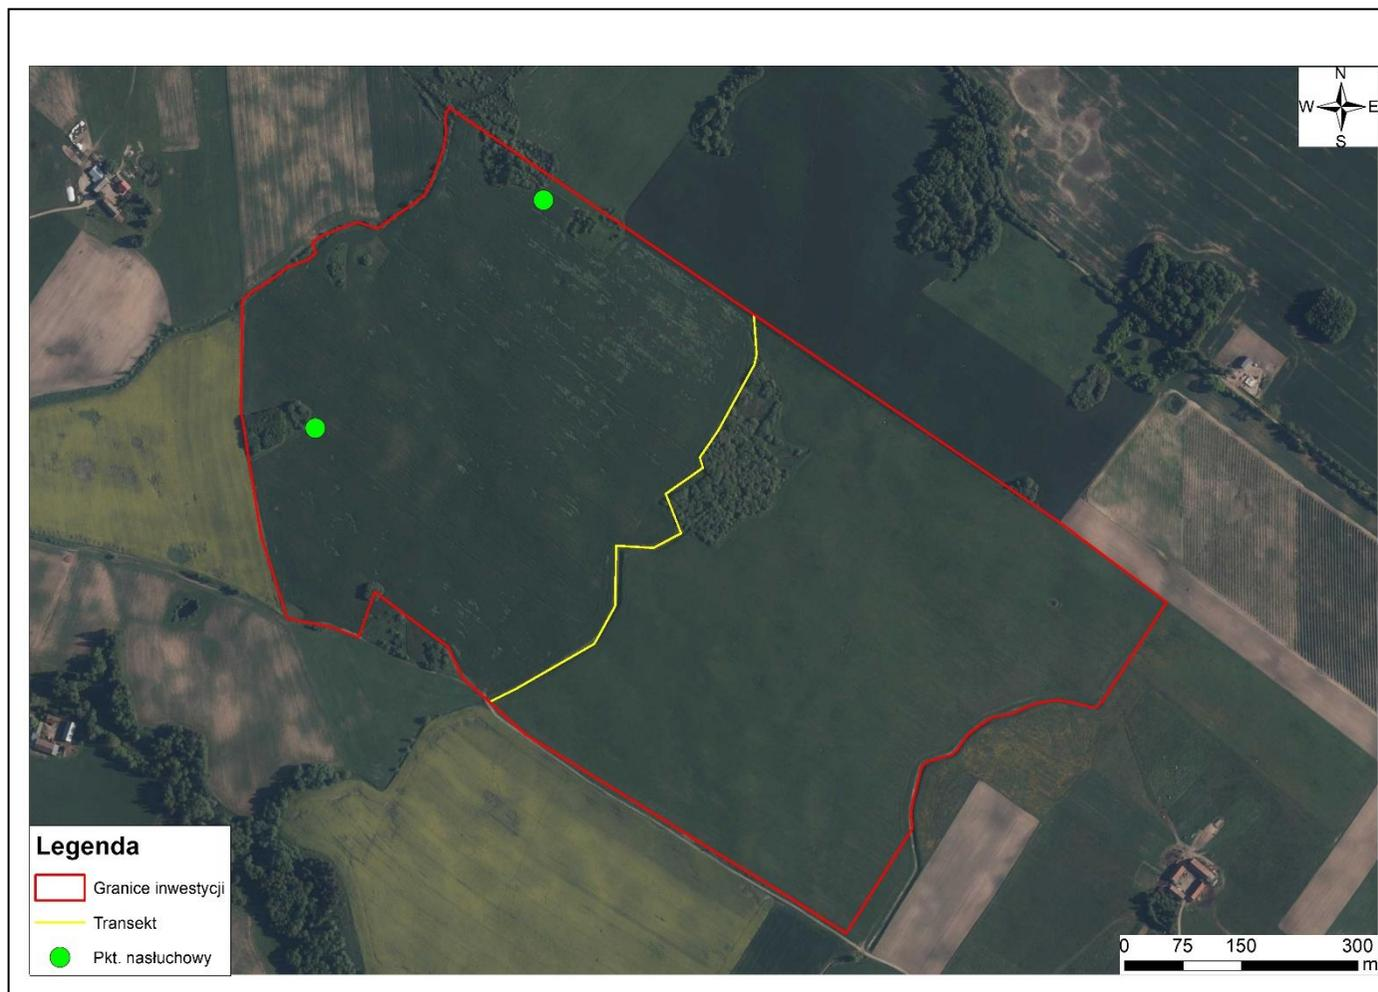 N
W E
S
Legenda
Granice inwestycji
Transekt
Pkt. nasłuchowy
0 75 150 300
m